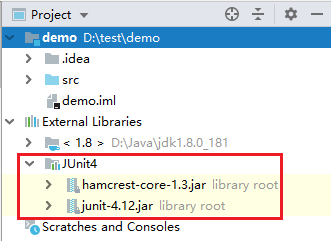 Project
demo D:\test\demo
.idea
src
demo.iml
External Libraries
< 1.8 > D:\Java\jdk1.8.0_181
JUnit4
hamcrest-core-1.3.jar library root
junit-4.12.jar library root
Scratches and Consoles